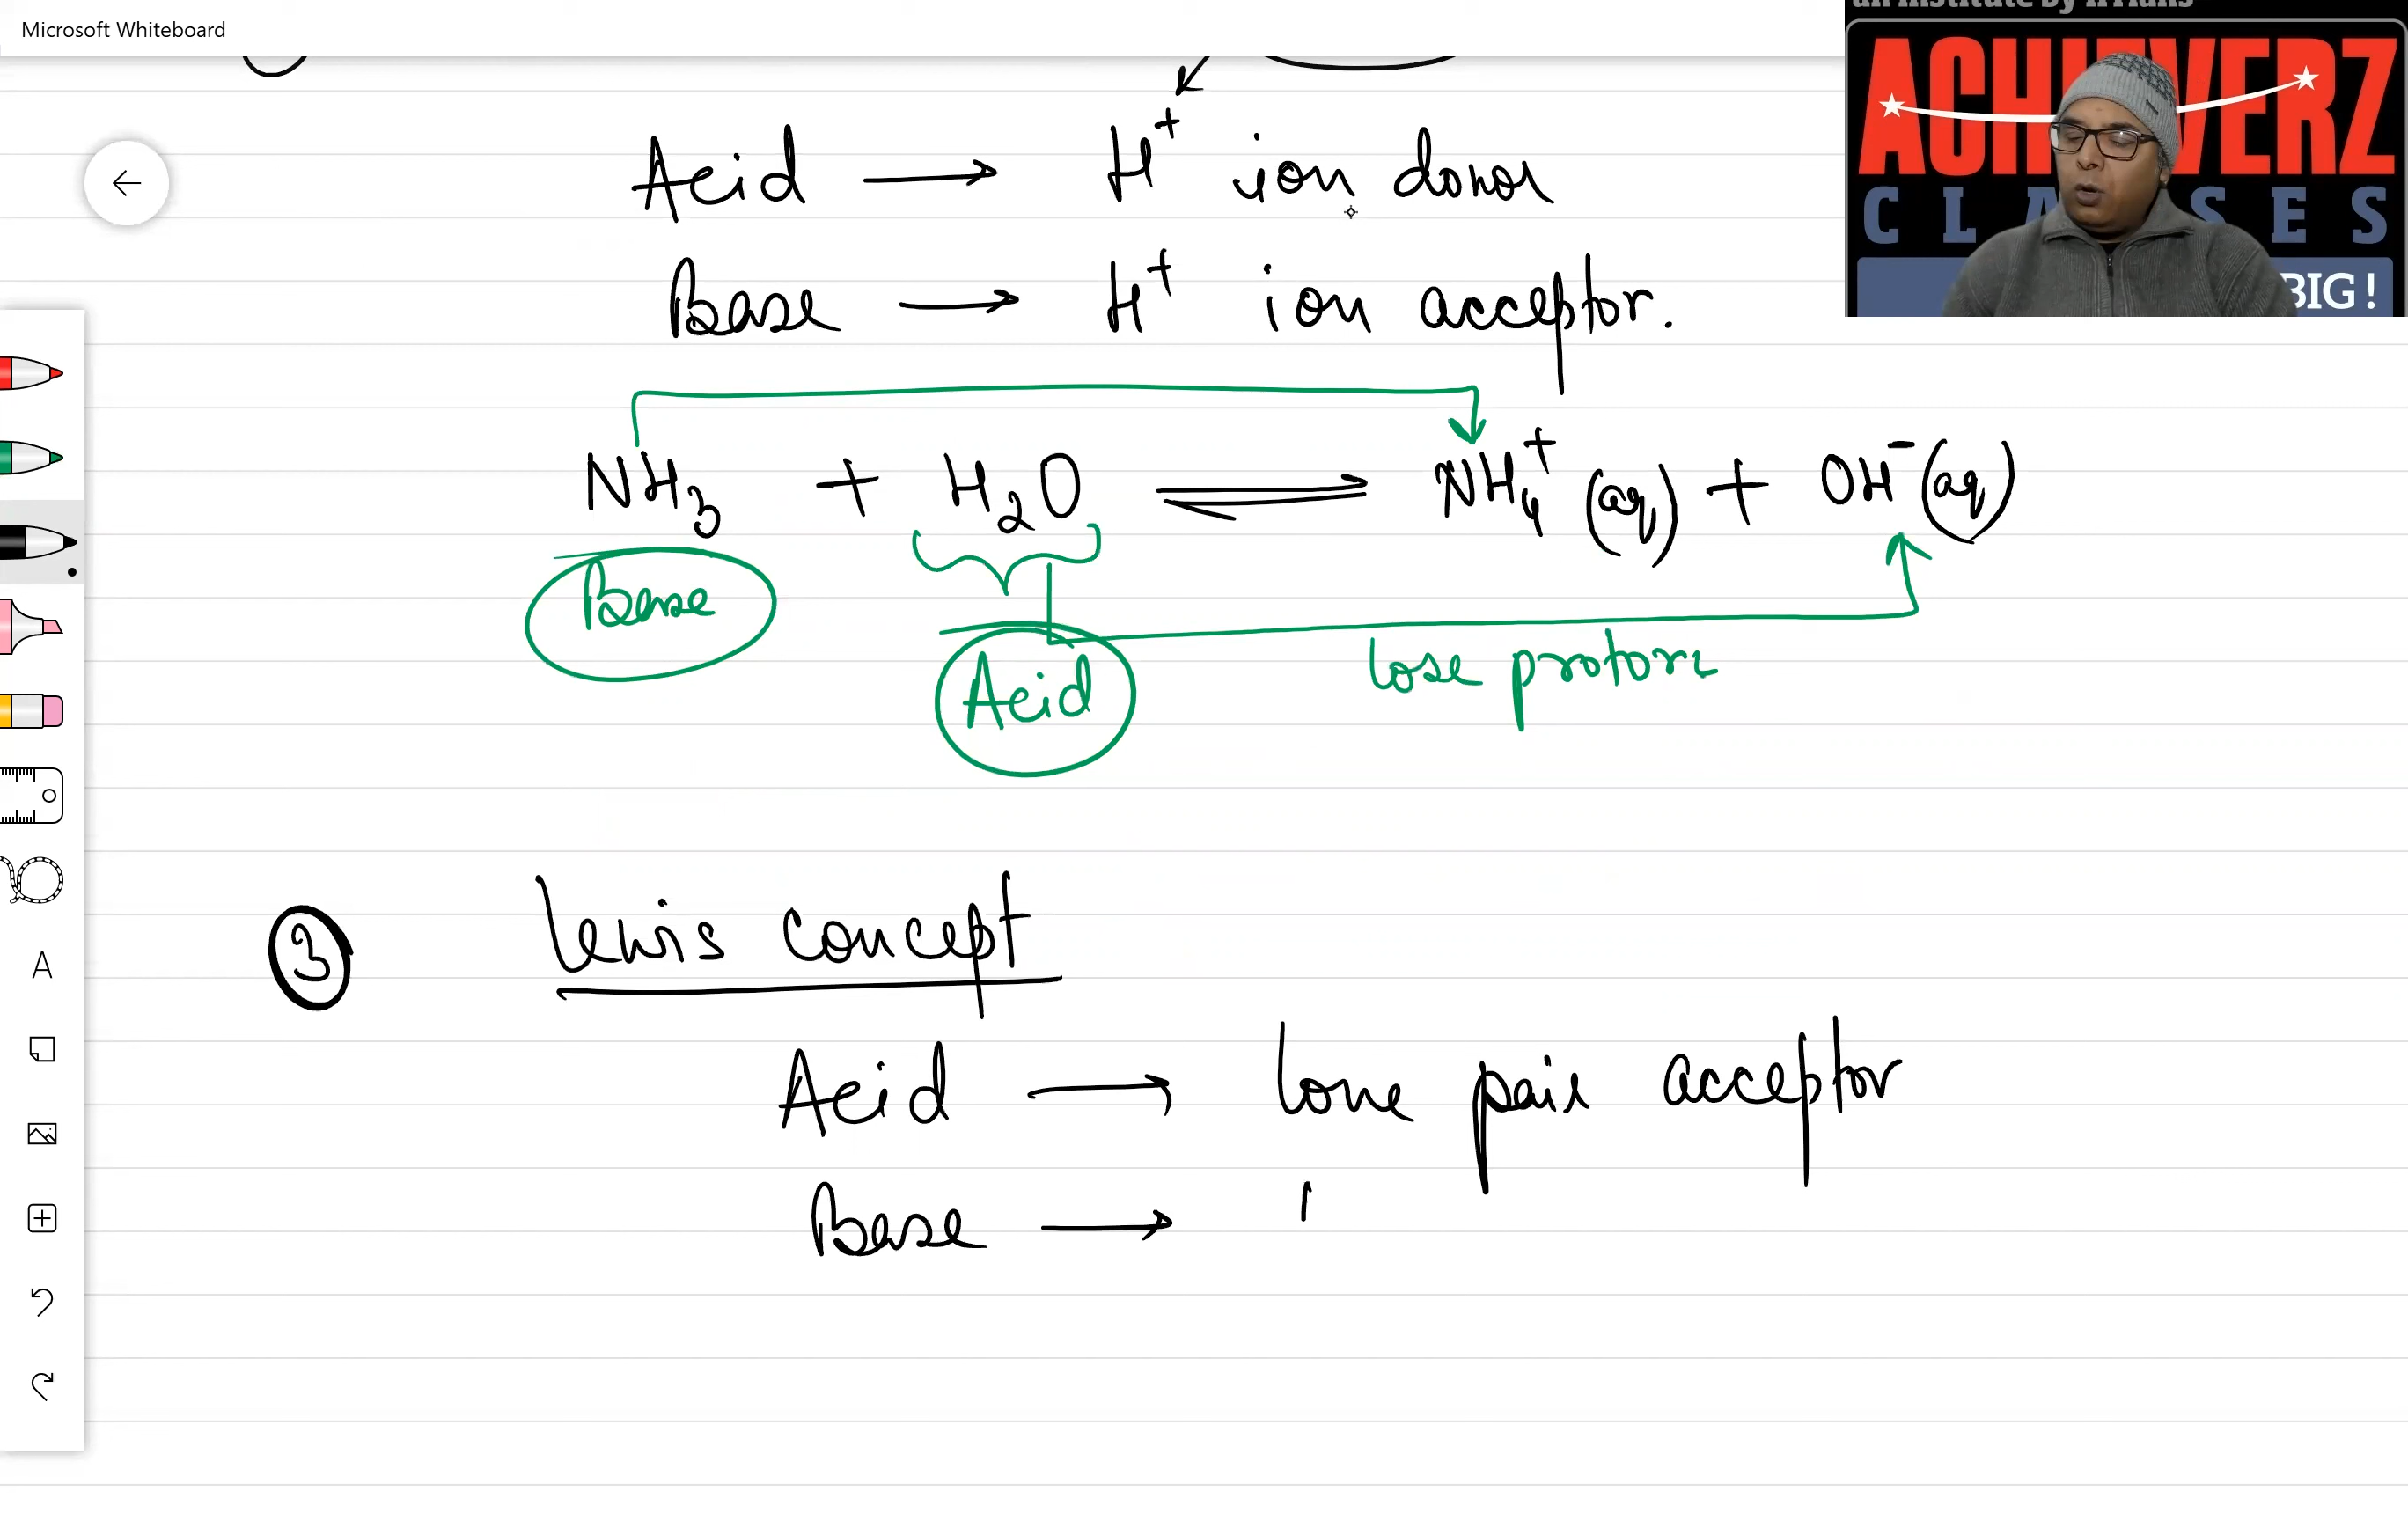 Microsoft Whiteboard
ACHIEVERZ
CLASSES
BIG!
Acid → H⁺ ion donor
Base → H⁺ ion acceptor.
NH₃ + H₂O ⇌ NH₄⁺ (aq) + OH⁻ (aq)
Base
Acid
lose proton
③ Lewis concept
Acid → lone pair acceptor
Base →
A